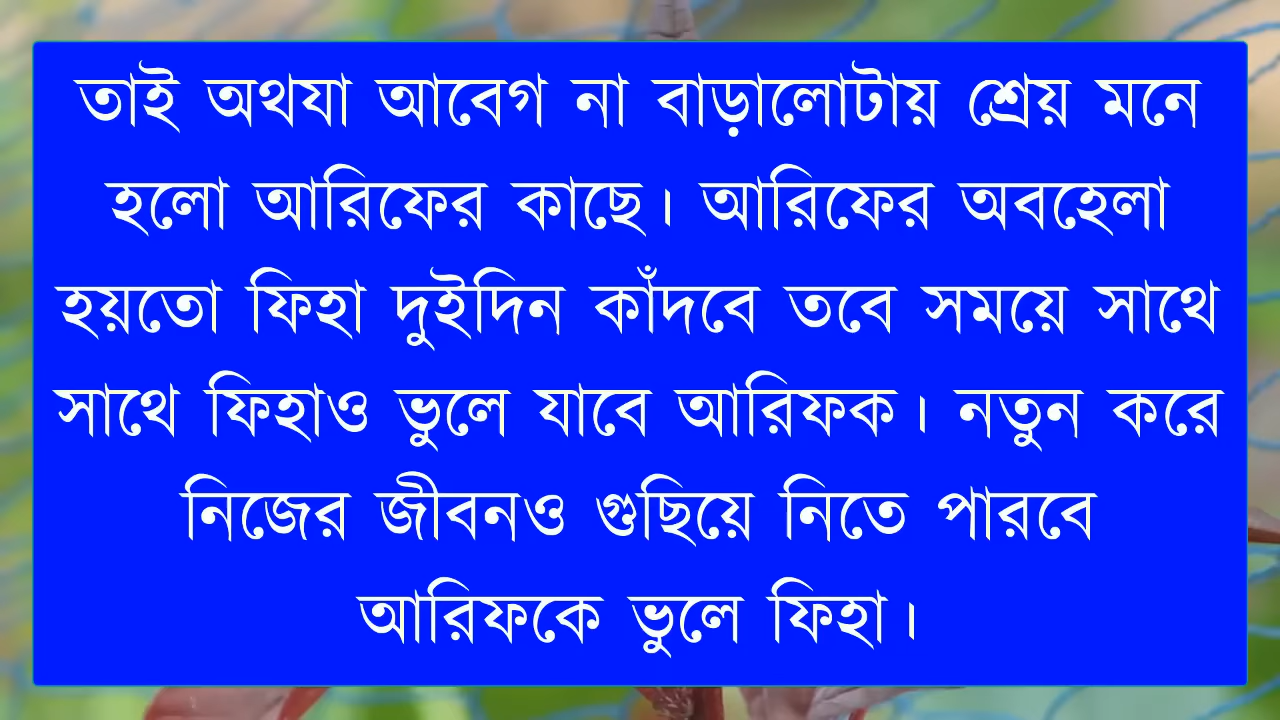 তাই অথযা আবেগ না বাড়ালোটায় শ্রেয় মনে
হলো আরিফের কাছে। আরিফের অবহেলা
হয়তো ফিহা দুইদিন কাঁদবে তবে সময়ে সাথে
সাথে ফিহাও ভুলে যাবে আরিফক। নতুন করে
নিজের জীবনও গুছিয়ে নিতে পারবে
আরিফকে ভুলে ফিহা।